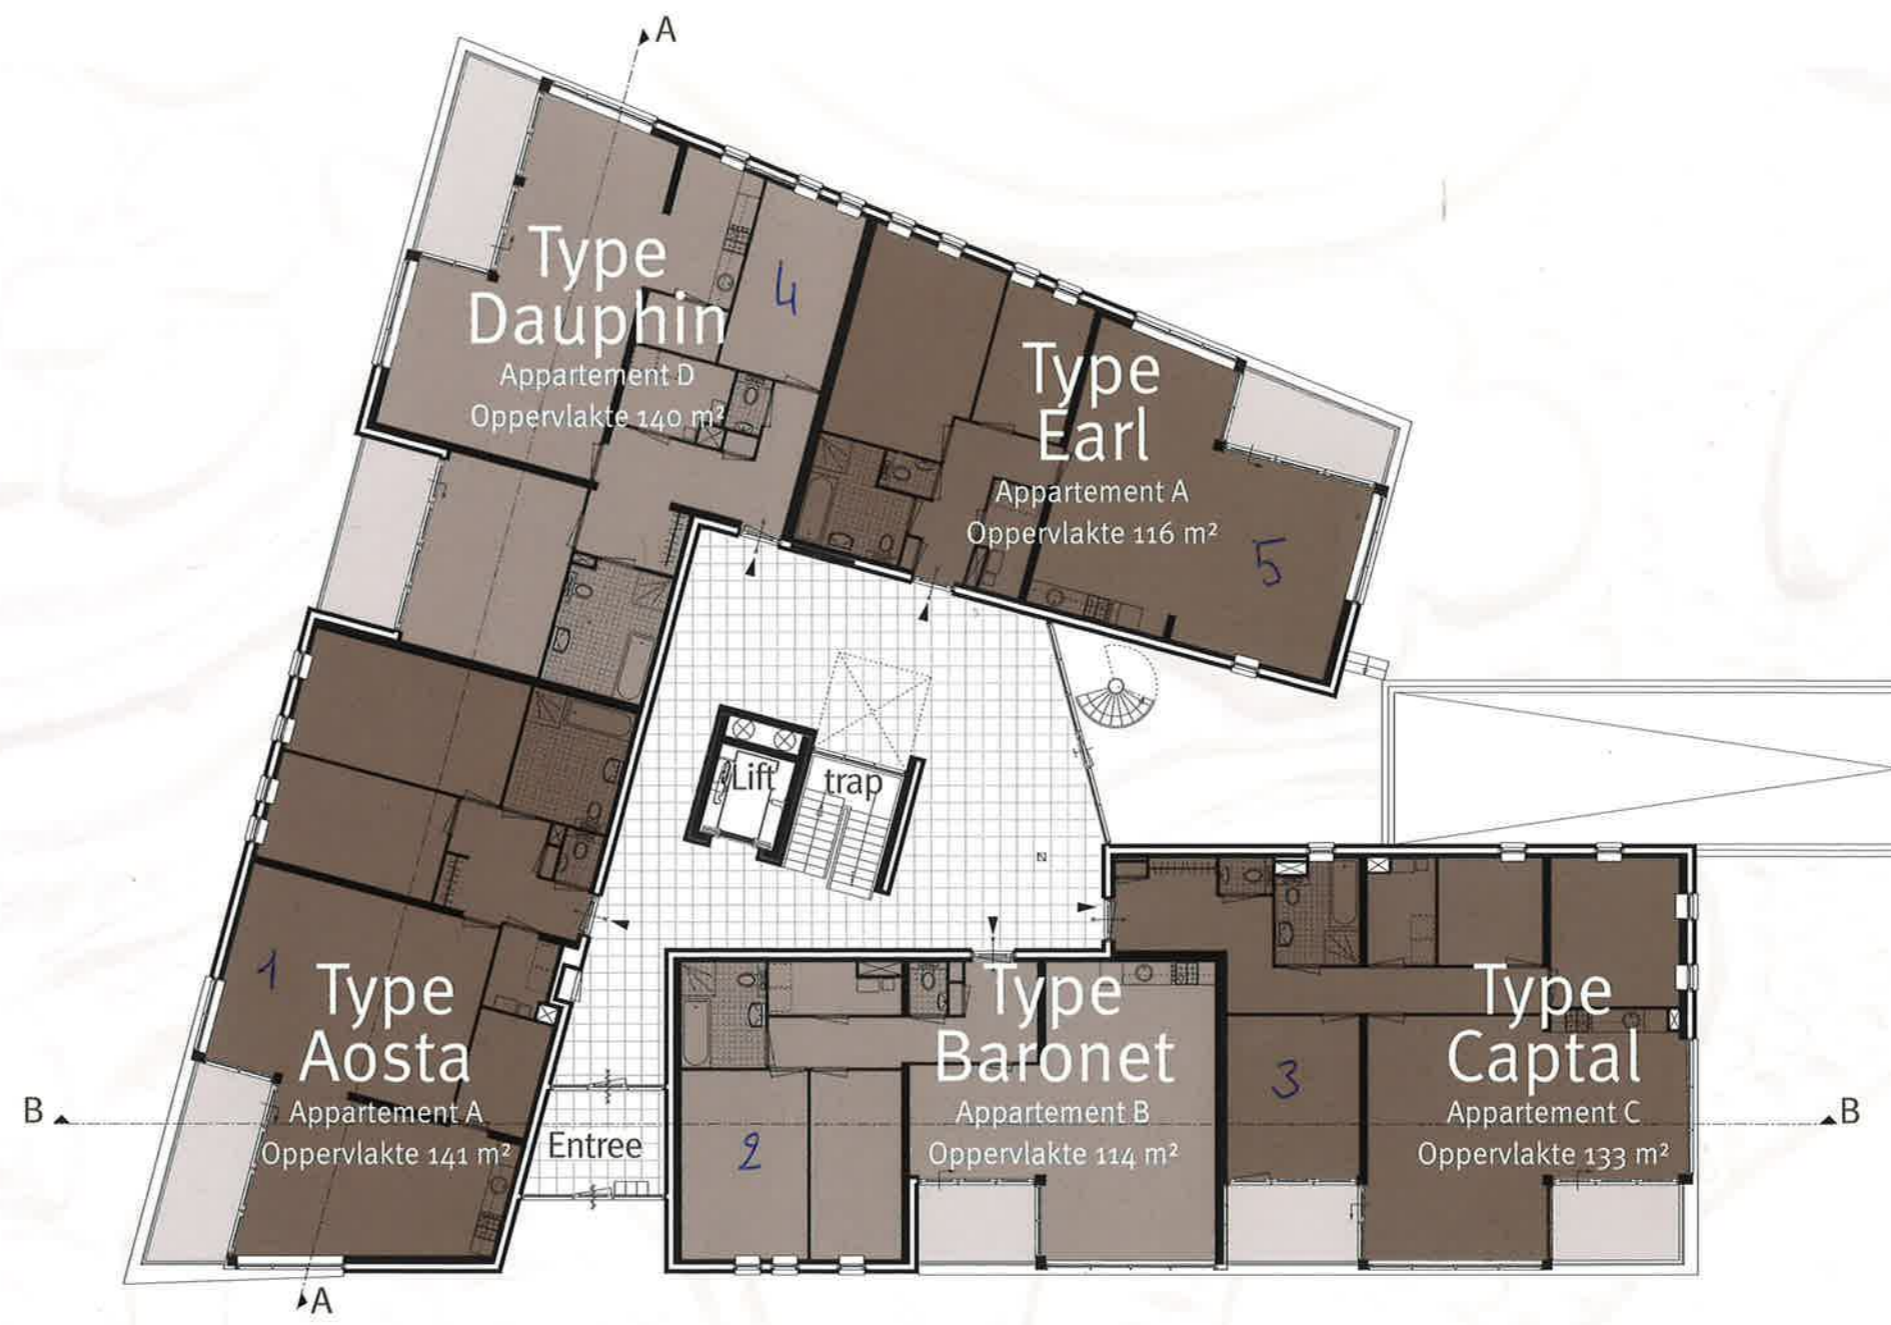 A
Type
Dauphin
Appartement D
Oppervlakte 140 m²
4
Type
Earl
Appartement A
Oppervlakte 116 m²
5
Lift
trap
1
Type
Aosta
Appartement A
Oppervlakte 141 m²
Entree
2
Type
Baronet
Appartement B
Oppervlakte 114 m²
3
Type
Captal
Appartement C
Oppervlakte 133 m²
B
B
A